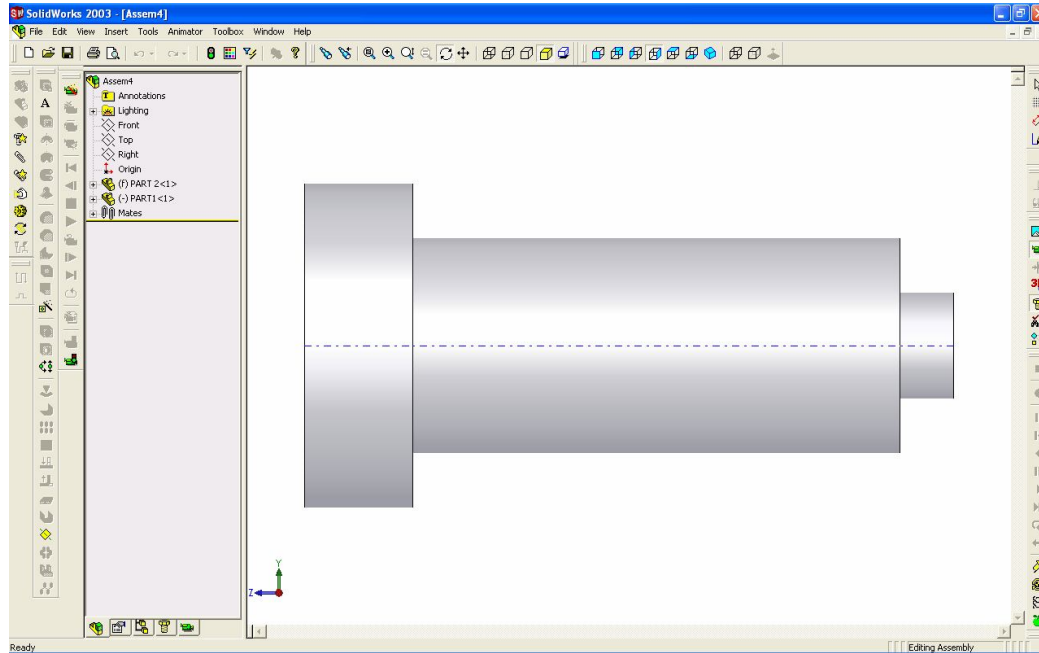 SolidWorks 2003 - [Assem4]
File Edit View Insert Tools Animator Toolbox Window Help
A
Assem4
Annotations
Lighting
Front
Top
Right
Origin
(f) PART 2<1>
(-) PART1<1>
Mates
Y
Z
Ready
Editing Assembly